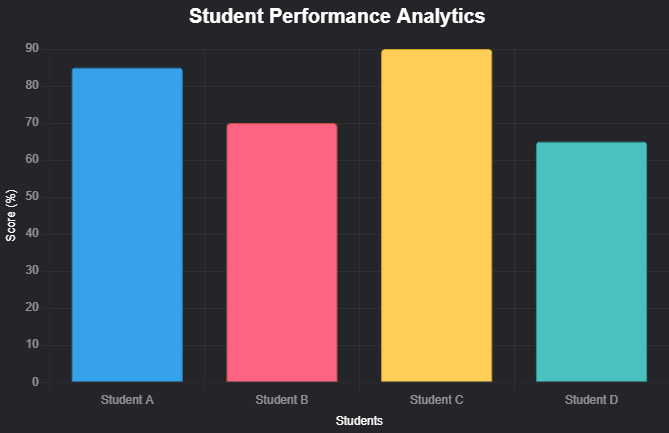 Student Performance Analytics
90
80
70
60
50
40
30
20
10
0
Score (%)
Student A
Student B
Student C
Student D
Students